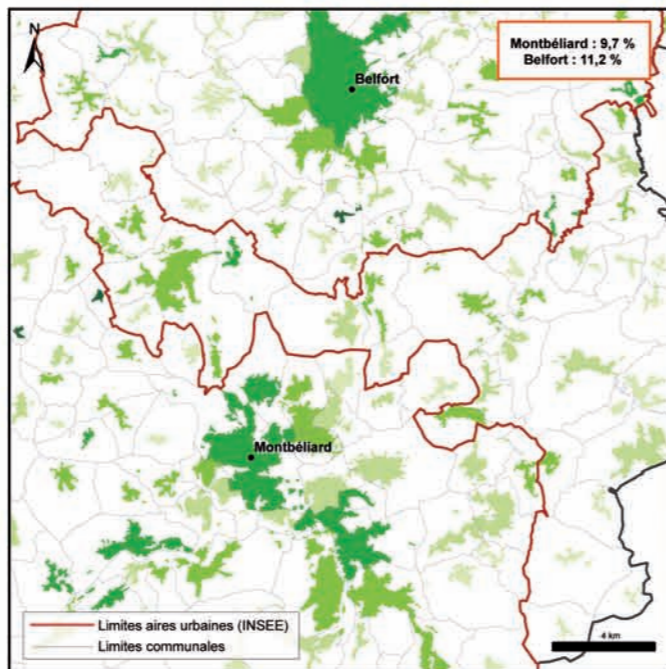 N
Montbéliard : 9,7 %
Belfort : 11,2 %
Belfort
Montbéliard
Limites aires urbaines (INSEE)
Limites communales
4 km